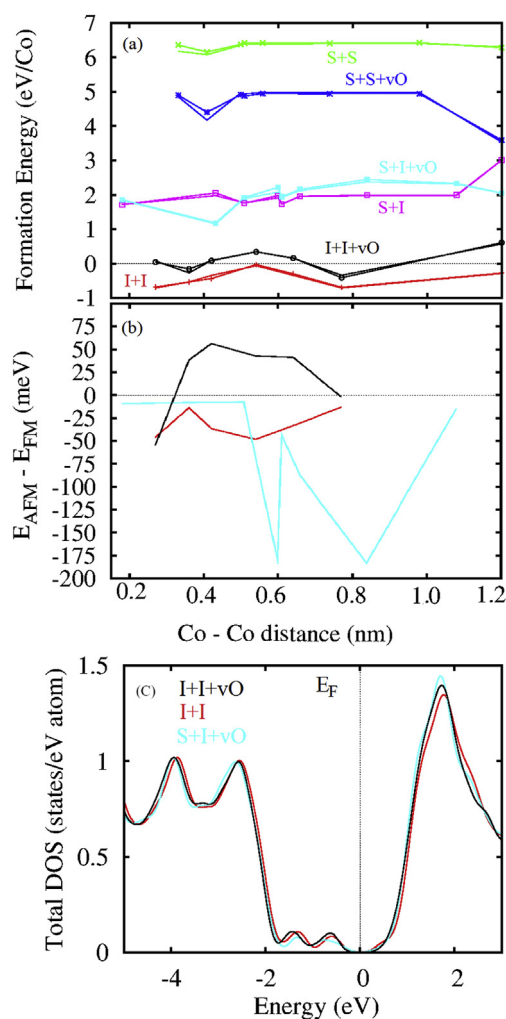 (a)
Formation Energy (eV/Co)
7
6
5
4
3
2
1
0
-1
S+S
S+S+vO
S+I+vO
S+I
I+I+vO
I+I
(b)
E_AFM - E_FM (meV)
75
50
25
0
-25
-50
-75
-100
-125
-150
-175
-200
0.2 0.4 0.6 0.8 1.0 1.2
Co - Co distance (nm)
(C)
Total DOS (states/eV atom)
1.5
1
0.5
0
I+I+vO E_F
I+I
S+I+vO
-4 -2 0 2
Energy (eV)